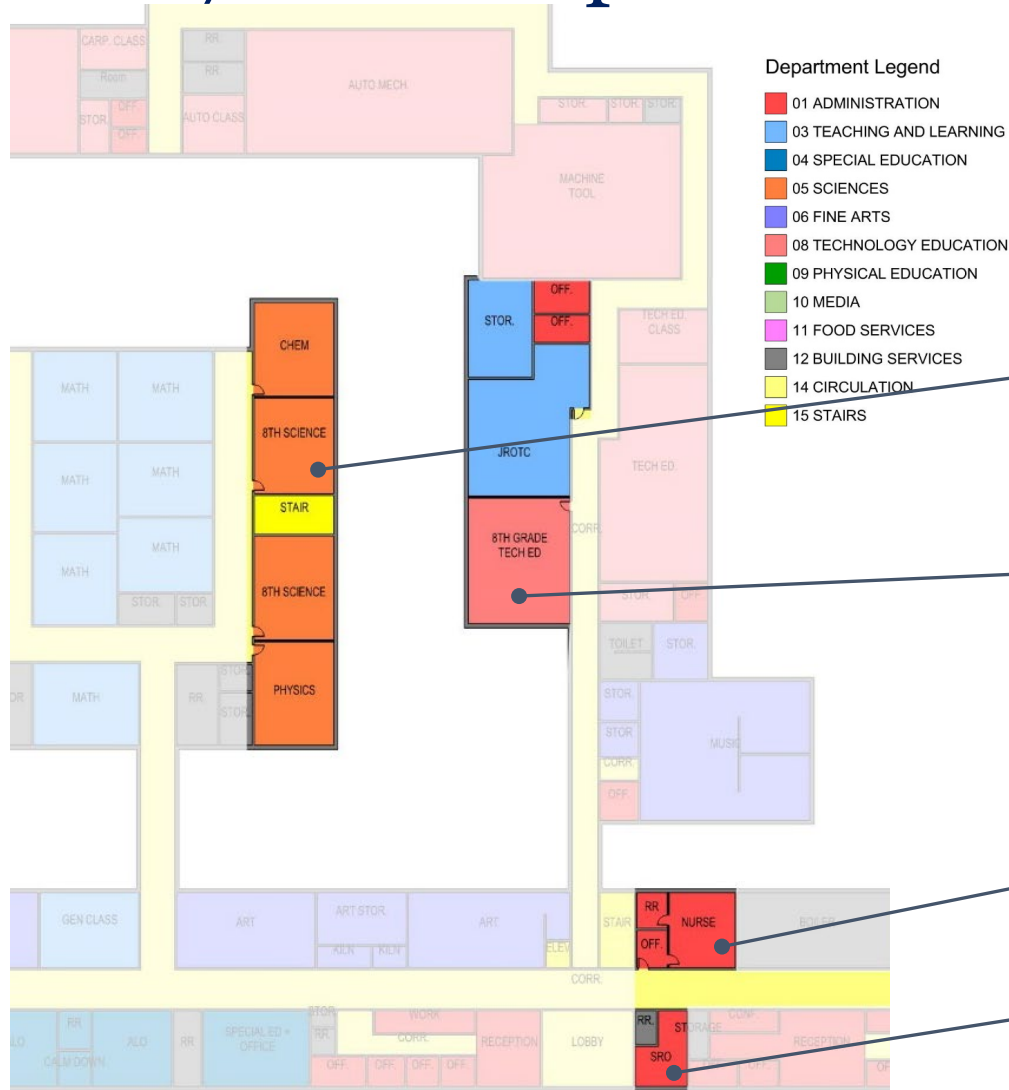 CARP. CLASS
Room
STOR.
OFF.
OFF.
RR.
RR.
AUTO CLASS
AUTO MECH.
STOR.
STOR.
STOR.
MACHINE
TOOL
Department Legend
01 ADMINISTRATION
03 TEACHING AND LEARNING
04 SPECIAL EDUCATION
05 SCIENCES
06 FINE ARTS
08 TECHNOLOGY EDUCATION
09 PHYSICAL EDUCATION
10 MEDIA
11 FOOD SERVICES
12 BUILDING SERVICES
14 CIRCULATION
15 STAIRS
CHEM
8TH SCIENCE
STAIR
8TH SCIENCE
PHYSICS
STOR.
OFF.
OFF.
JROTC
8TH GRADE
TECH ED
TECH ED.
CLASS
TECH ED.
CORR.
STOR.
OFF.
TOILET
STOR.
STOR.
STOR.
CORR.
OFF.
MUSIC
MATH
MATH
MATH
MATH
MATH
MATH
STOR.
STOR.
MATH
RR.
STOR.
STOR.
GEN CLASS
ART
ART STOR.
KILN
KILN
ART
ELEV
STAIR
RR
OFF.
NURSE
BOILER
CORR.
RR
CALM DOWN
ALO
RR
SPECIAL ED =
OFFICE
STOR.
RR.
WORK
CORR.
OFF.
OFF.
OFF.
OFF.
RECEPTION
LOBBY
RR.
SRO
STORAGE
CONF.
RECEPTION